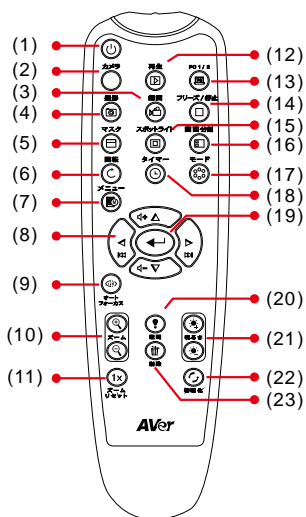 (1)
(2)
カメラ
再生
PC 1 / 2
(12)
(13)
(3)
(4)
撮影
録画
フリーズ / 停止
(14)
(15)
(5)
マスク
スポットライト
画面分割
(16)
(6)
回転
タイマー
モード
(17)
(18)
(7)
メニュー
(19)
(8)
(9)
オート
フォーカス
(20)
(10)
ズーム
明るさ
(21)
削除
(11)
1x
ズーム
リセット
(22)
(23)
AVer